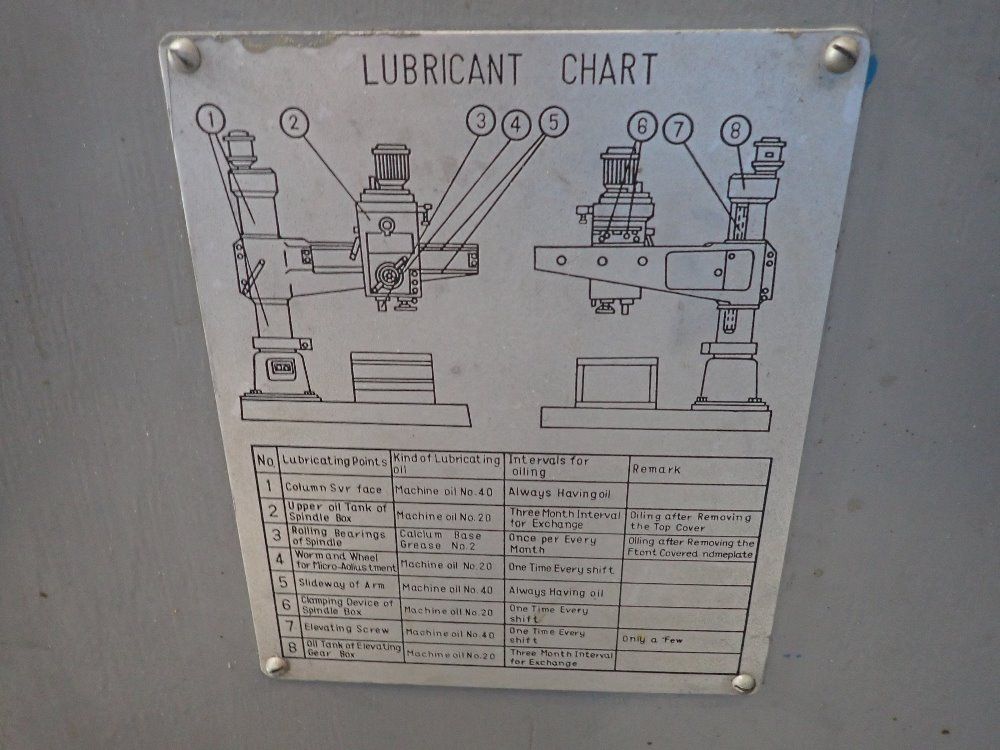 LUBRICANT CHART
1 2 3 4 5 6 7 8
No. Lubricating Points Kind of Lubricating oil Intervals for oiling Remark
1 Column Svr face Machine oil No.40 Always Having oil
2 Upper oil Tank of Spindle Box Machine oil No.20 Three Month Interval for Exchange Oiling after Removing the Top Cover
3 Rolling Bearings of Spindle Calcium Base Grease No.2 Once per Every Month Oiling after Removing the Ftont Covered ndmeplate
4 Worm and Wheel for Micro-Aoljustment Machine oil No.20 One Time Every shift
5 Slideway of Arm Machine oil No.40 Always Having oil
6 Clamping Device of Spindle Box Machine oil No.20 One Time Every shift
7 Elevating Screw Machine oil No.40 One Time Every shift Only a Few
8 Oil Tank of Elevating Gear Box Machine oil No.20 Three Month Interval for Exchange